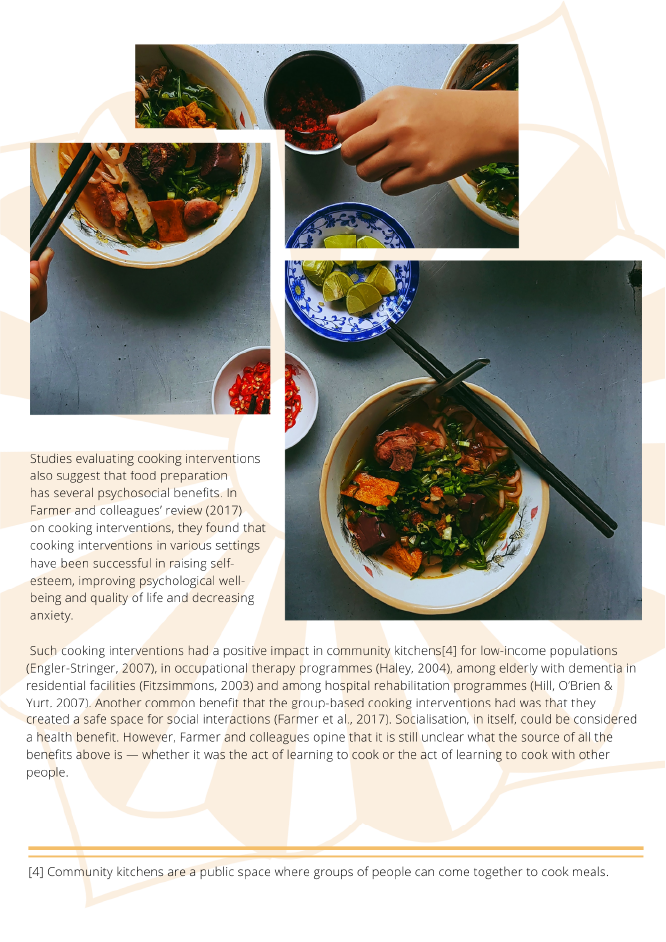 Studies evaluating cooking interventions
also suggest that food preparation
has several psychosocial benefits. In
Farmer and colleagues’ review (2017)
on cooking interventions, they found that
cooking interventions in various settings
have been successful in raising self-
esteem, improving psychological well-
being and quality of life and decreasing
anxiety.
Such cooking interventions had a positive impact in community kitchens[4] for low-income populations
(Engler-Stringer, 2007), in occupational therapy programmes (Haley, 2004), among elderly with dementia in
residential facilities (Fitzsimmons, 2003) and among hospital rehabilitation programmes (Hill, O’Brien &
Yurt, 2007). Another common benefit that the group-based cooking interventions had was that they
created a safe space for social interactions (Farmer et al., 2017). Socialisation, in itself, could be considered
a health benefit. However, Farmer and colleagues opine that it is still unclear what the source of all the
benefits above is — whether it was the act of learning to cook or the act of learning to cook with other
people.
[4] Community kitchens are a public space where groups of people can come together to cook meals.